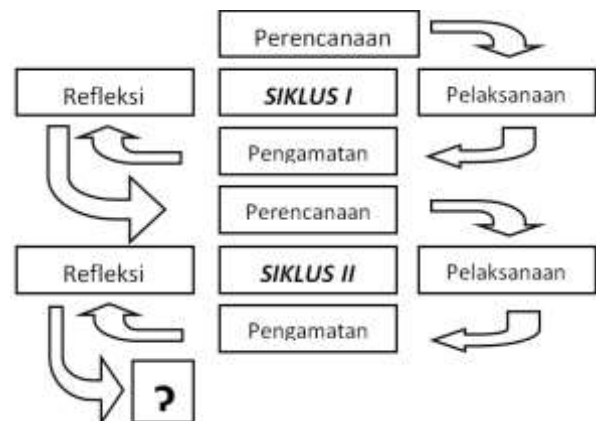 Perencanaan
Refleksi
SIKLUS I
Pelaksanaan
Pengamatan
Perencanaan
Refleksi
SIKLUS II
Pelaksanaan
Pengamatan
?